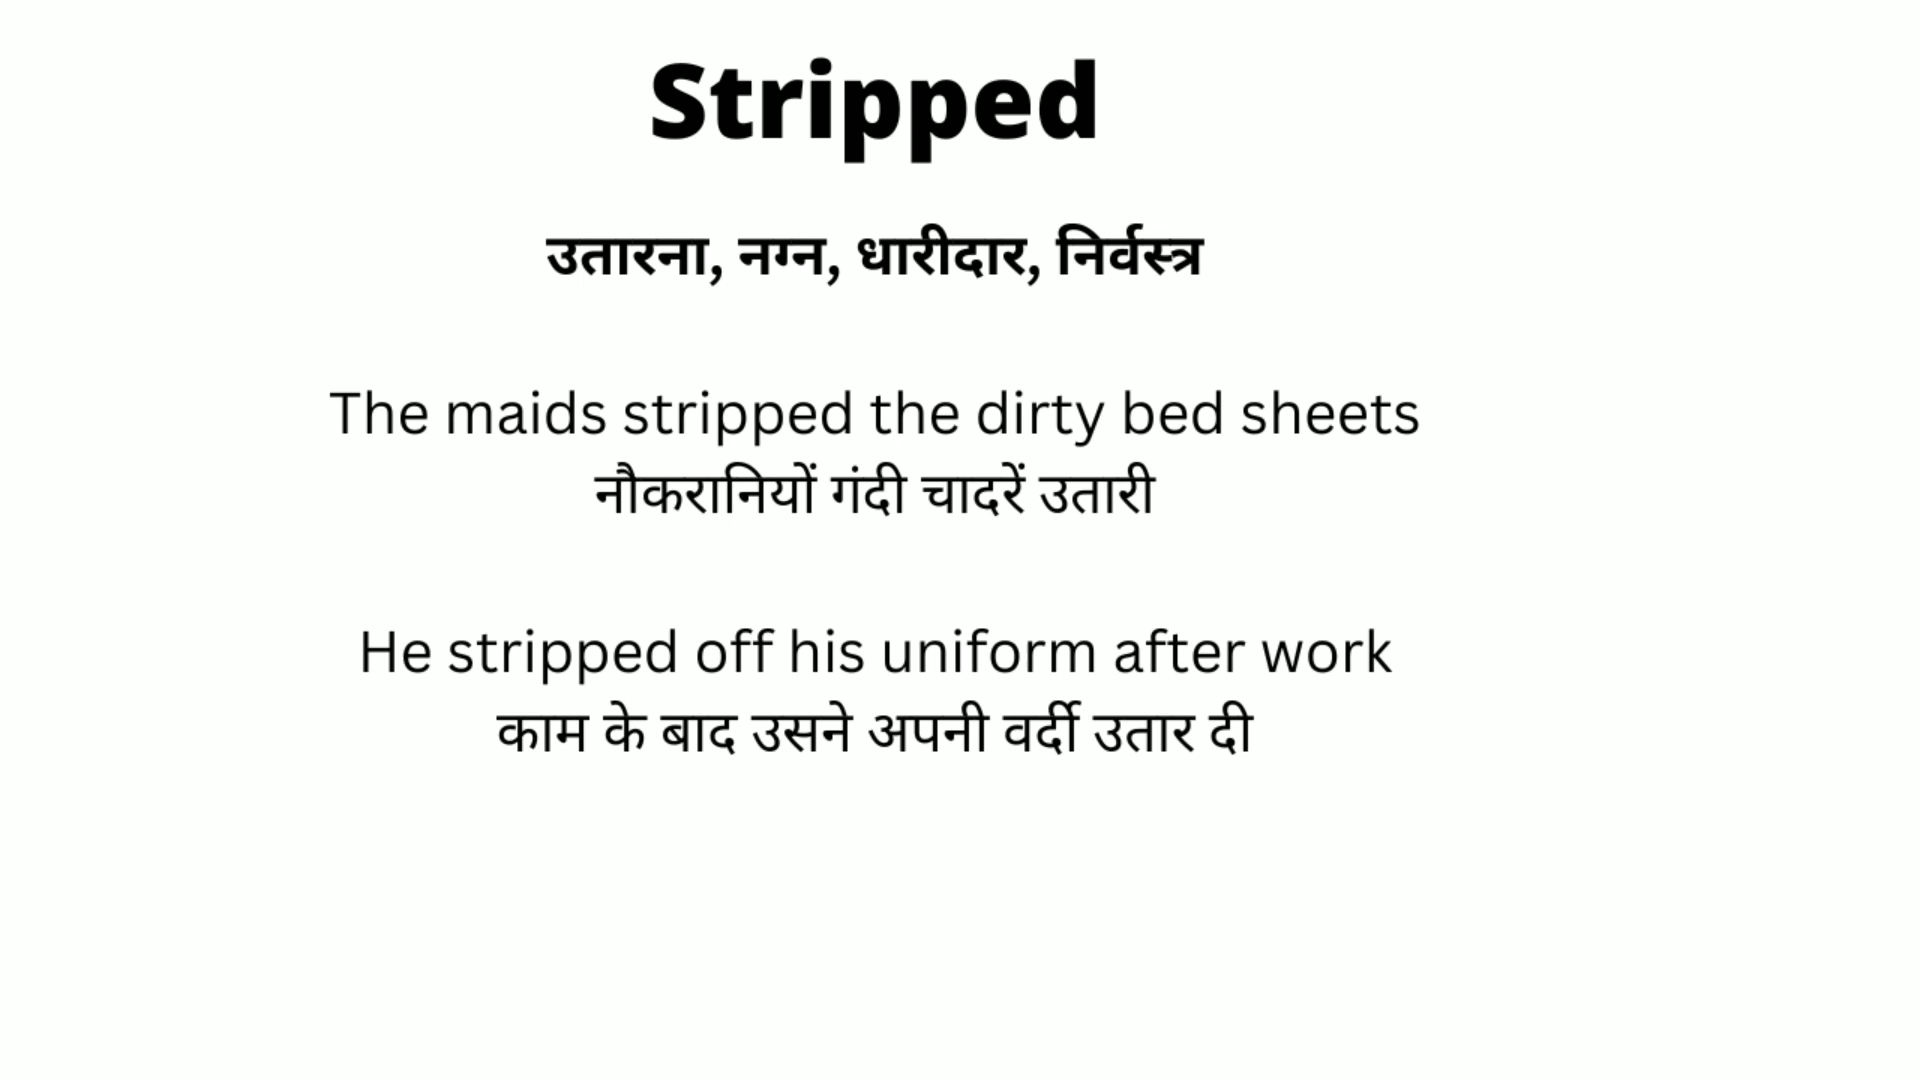 Stripped
उतारना, नग्न, धारीदार, निर्वस्त्र
The maids stripped the dirty bed sheets
नौकरानियों गंदी चादरें उतारी
He stripped off his uniform after work
काम के बाद उसने अपनी वर्दी उतार दी